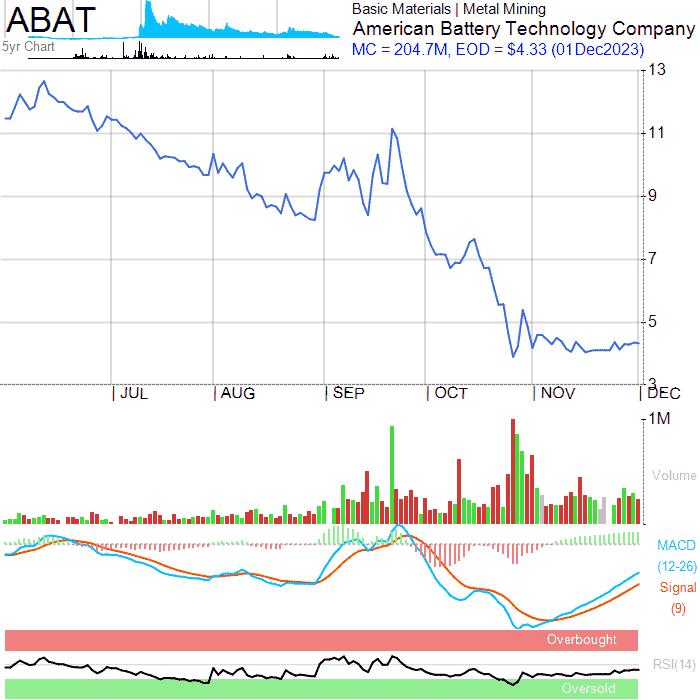 ABAT
5yr Chart
Basic Materials | Metal Mining
American Battery Technology Company
MC = 204.7M, EOD = $4.33 (01Dec2023)
13
11
9
7
5
3
JUL AUG SEP OCT NOV DEC
1M
Volume
MACD
(12-26)
Signal
(9)
Overbought
RSI(14)
Oversold